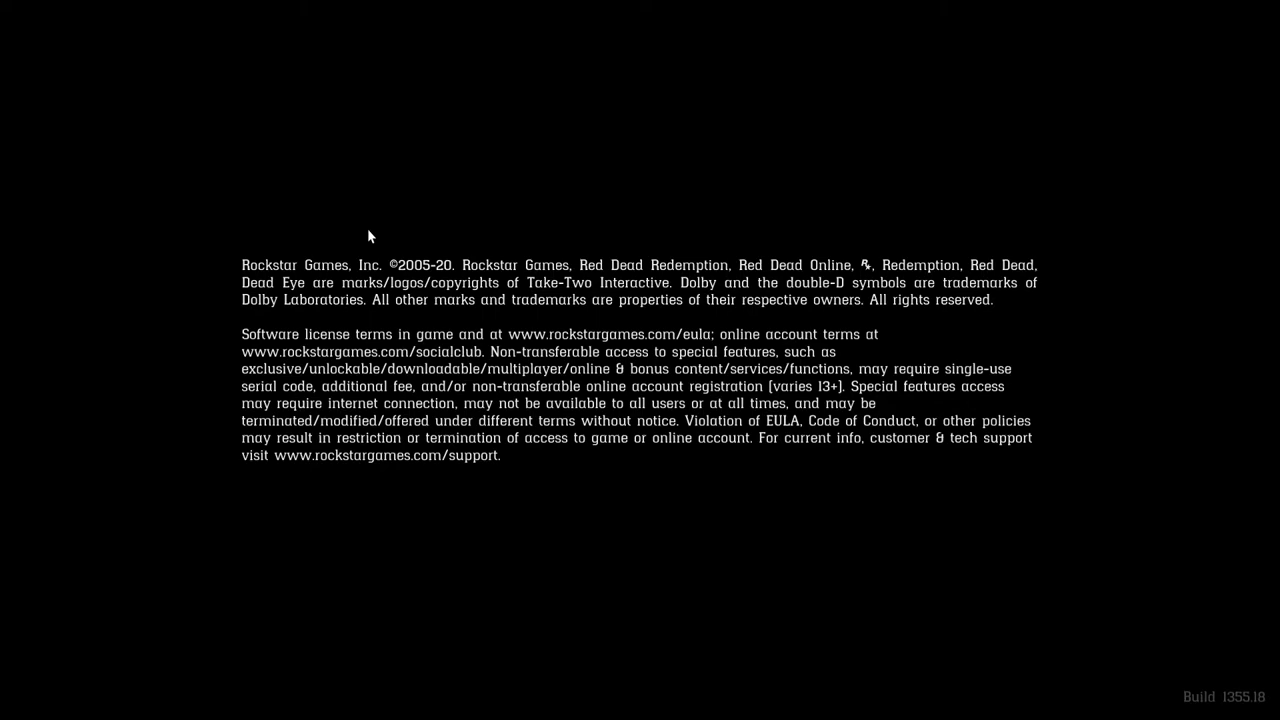 Rockstar Games, Inc. ©2005-20. Rockstar Games, Red Dead Redemption, Red Dead Online, R★, Redemption, Red Dead,
Dead Eye are marks/logos/copyrights of Take-Two Interactive. Dolby and the double-D symbols are trademarks of
Dolby Laboratories. All other marks and trademarks are properties of their respective owners. All rights reserved.
Software license terms in game and at www.rockstargames.com/eula; online account terms at
www.rockstargames.com/socialclub. Non-transferable access to special features, such as
exclusive/unlockable/downloadable/multiplayer/online & bonus content/services/functions, may require single-use
serial code, additional fee, and/or non-transferable online account registration (varies 13+). Special features access
may require internet connection, may not be available to all users or at all times, and may be
terminated/modified/offered under different terms without notice. Violation of EULA, Code of Conduct, or other policies
may result in restriction or termination of access to game or online account. For current info, customer & tech support
visit www.rockstargames.com/support.
Build 1355.18